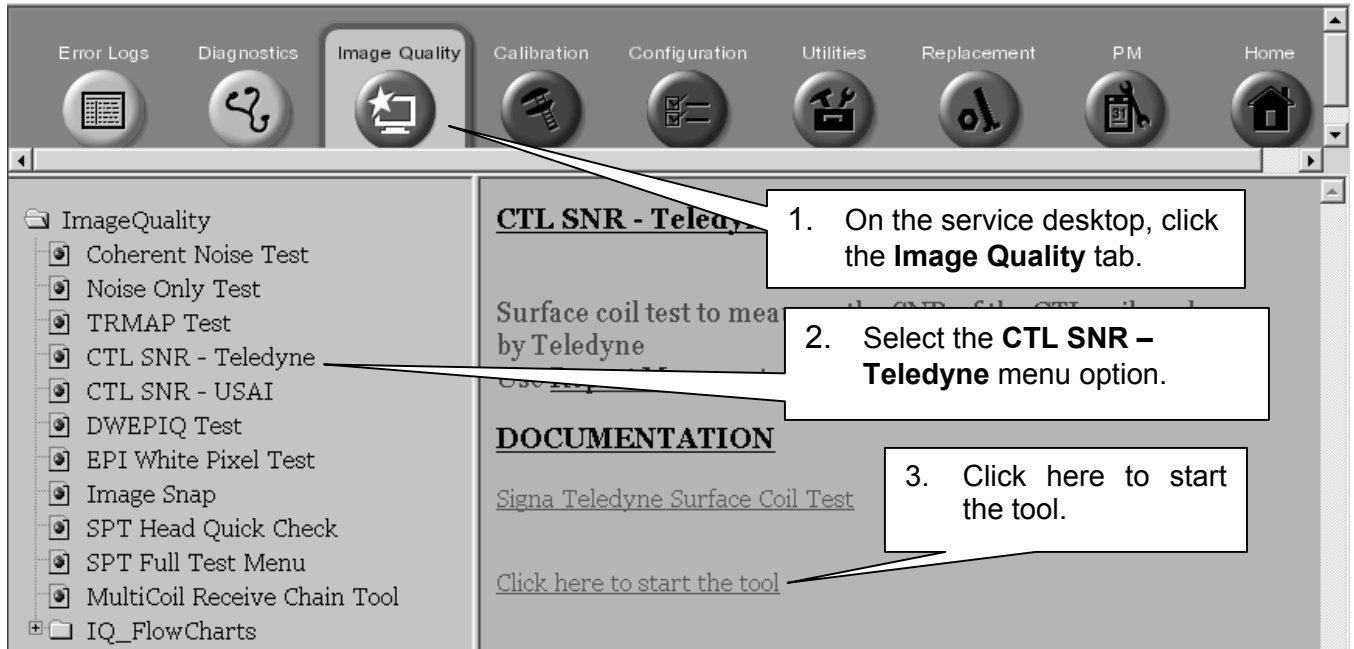 Error Logs Diagnostics Image Quality Calibration Configuration Utilities Replacement PM Home
31
ImageQuality
Coherent Noise Test
Noise Only Test
TRMAP Test
CTL SNR - Teledyne
CTL SNR - USAI
DWEPIQ Test
EPI White Pixel Test
Image Snap
SPT Head Quick Check
SPT Full Test Menu
MultiCoil Receive Chain Tool
IQ_FlowCharts
CTL SNR - Teledy
1. On the service desktop, click
the Image Quality tab.
Surface coil test to mea
by Teledyne
2. Select the CTL SNR –
Teledyne menu option.
DOCUMENTATION
Signa Teledyne Surface Coil Test
3. Click here to start
the tool.
Click here to start the tool